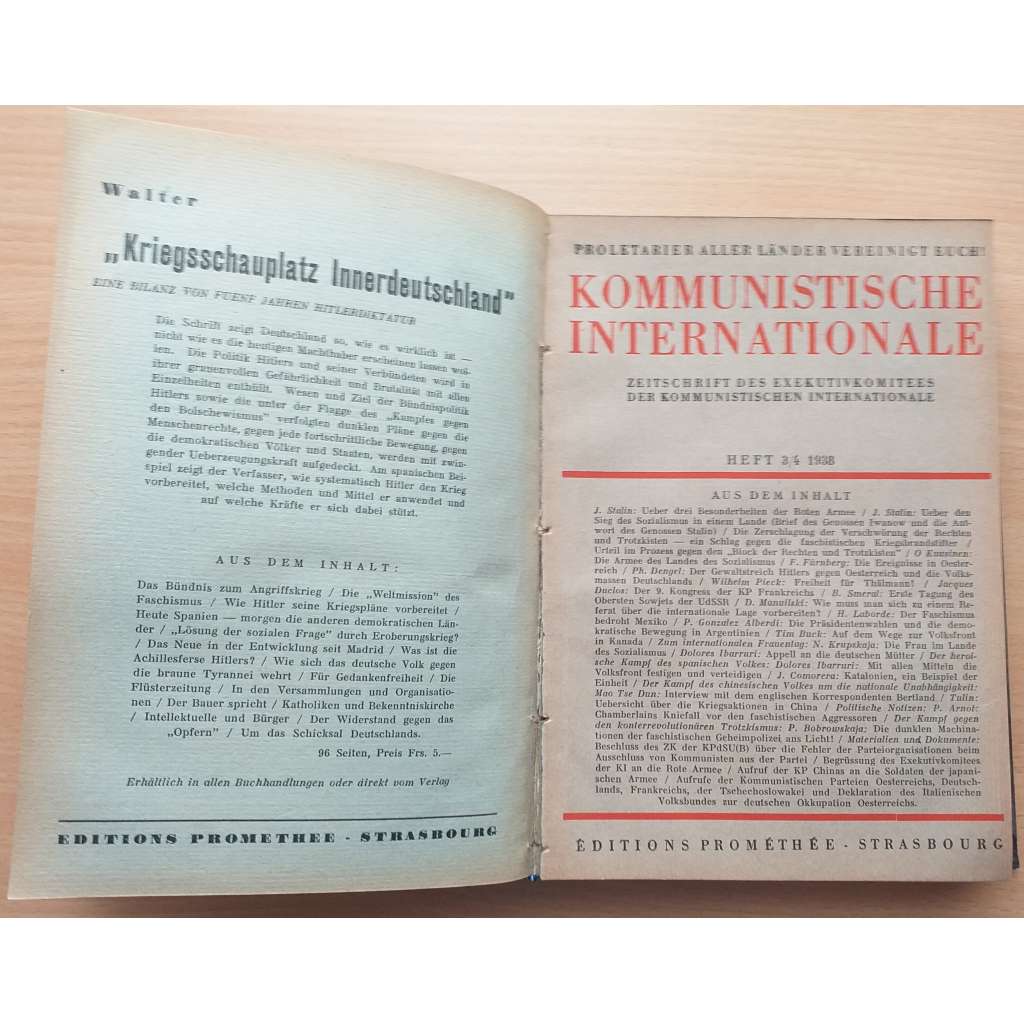 Walter
„Kriegsschauplatz Innerdeutschland"
EINE BILANZ VON FUENF JAHREN HITLERDIKTATUR
Die Schrift zeigt Deutschland so, wie es wirklich ist —
nicht wie es die heutigen Machthaber erscheinen lassen wol-
len. Die Politik Hitlers und seiner Verbündeten wird in
ihrer grauenvollen Gefährlichkeit und Brutalität mit allen
Einzelheiten enthüllt. Wesen und Ziel der Bündnispolitik
Hitlers sowie die unter der Flagge des „Kampfes gegen
den Bolschewismus" verfolgten dunklen Pläne gegen die
Menschenrechte, gegen jede fortschrittliche Bewegung, gegen
die demokratischen Völker und Staaten, werden mit zwin-
gender Ueberzeugungskraft aufgedeckt. Am spanischen Bei-
spiel zeigt der Verfasser, wie systematisch Hitler den Krieg
vorbereitet, welche Methoden und Mittel er anwendet und
auf welche Kräfte er sich dabei stützt.
AUS DEM INHALT:
Das Bündnis zum Angriffskrieg / Die „Weltmission" des
Faschismus / Wie Hitler seine Kriegspläne vorbereitet /
Heute Spanien — morgen die anderen demokratischen Län-
der / „Lösung der sozialen Frage" durch Eroberungskrieg?
/ Das Neue in der Entwicklung seit Madrid / Was ist die
Achillesferse Hitlers? / Wie sich das deutsche Volk gegen
die braune Tyrannei wehrt / Für Gedankenfreiheit / Die
Flüsterzeitung / In den Versammlungen und Organisatio-
nen / Der Bauer spricht / Katholiken und Bekenntniskirche
/ Intellektuelle und Bürger / Der Widerstand gegen das
„Opfern" / Um das Schicksal Deutschlands.
96 Seiten, Preis Frs. 5.—
Erhältlich in allen Buchhandlungen oder direkt vom Verlag
EDITIONS PROMETHEE - STRASBOURG
PROLETARIER ALLER LÄNDER VEREINIGT EUCH!
KOMMUNISTISCHE
INTERNATIONALE
ZEITSCHRIFT DES EXEKUTIVKOMITEES
DER KOMMUNISTISCHEN INTERNATIONALE
HEFT 3/4 1938
AUS DEM INHALT
J. Stalin: Ueber drei Besonderheiten der Roten Armee / J. Stalin: Ueber den
Sieg des Sozialismus in einem Lande (Brief des Genossen Iwanow und die Ant-
wort des Genossen Stalin) / Die Zerschlagung der Verschwörung der Rechten
und Trotzkisten — ein Schlag gegen die faschistischen Kriegsbrandstifter /
Urteil im Prozess gegen den „Block der Rechten und Trotzkisten" / O Kuusinen:
Die Armee des Landes des Sozialismus / F. Fürnberg: Die Ereignisse in Oester-
reich / Ph. Dengel: Der Gewaltstreich Hitlers gegen Oesterreich und die Volks-
massen Deutschlands / Wilhelm Pieck: Freiheit für Thälmann! / Jacques
Duclos: Der 9. Kongress der KP Frankreichs / B. Smeral: Erste Tagung des
Obersten Sowjets der UdSSR / D. Manuilski: Wie muss man sich zu einem Re-
ferat über die internationale Lage vorbereiten? / H. Laborde: Der Faschismus
bedroht Mexiko / P. Gonzalez Alberdi: Die Präsidentenwahlen und die demo-
kratische Bewegung in Argentinien / Tim Buck: Auf dem Wege zur Volksfront
in Kanada / Zum internationalen Frauentag: N. Krupskaja: Die Frau im Lande
des Sozialismus / Dolores Ibarruri: Appell an die deutschen Mütter / Der heroi-
sche Kampf des spanischen Volkes: Dolores Ibarruri: Mit allen Mitteln die
Volksfront festigen und verteidigen / J. Comorera: Katalonien, ein Beispiel der
Einheit / Der Kampf des chinesischen Volkes um die nationale Unabhängigkeit:
Mao Tse Dun: Interview mit dem englischen Korrespondenten Bertland / Tulin:
Uebersicht über die Kriegsaktionen in China / Politische Notizen: P. Arnot:
Chamberlains Kniefall vor den faschistischen Aggressoren / Der Kampf gegen
den konterrevolutionären Trotzkismus: P. Bobrowskaja: Die dunklen Machina-
tionen der faschistischen Geheimpolizei ans Licht! / Materialien und Dokumente:
Beschluss des ZK der KPdSU(B) über die Fehler der Parteiorganisationen beim
Ausschluss von Kommunisten aus der Partei / Begrüssung des Exekutivkomitees
der KI an die Rote Armee / Aufruf der KP Chinas an die Soldaten der japani-
schen Armee / Aufrufe der Kommunistischen Parteien Oesterreichs, Deutsch-
lands, Frankreichs, der Tschechoslowakei und Deklaration des Italienischen
Volksbundes zur deutschen Okkupation Oesterreichs.
ÉDITIONS PROMÉTHÉE - STRASBOURG